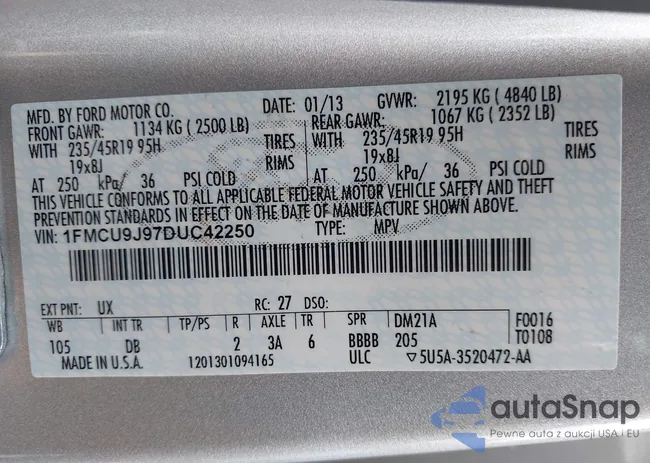 MFD. BY FORD MOTOR CO. DATE: 01/13 GVWR: 2195 KG ( 4840 LB)
FRONT GAWR: 1134 KG ( 2500 LB) REAR GAWR: 1067 KG ( 2352 LB)
WITH 235/45R19 95H TIRES WITH 235/45R19 95H TIRES
19x8J RIMS 19x8J RIMS
AT 250 kPa/ 36 PSI COLD AT 250 kPa/ 36 PSI COLD
THIS VEHICLE CONFORMS TO ALL APPLICABLE FEDERAL MOTOR VEHICLE SAFETY AND THEFT
PREVENTION STANDARDS IN EFFECT ON THE DATE OF MANUFACTURE SHOWN ABOVE.
VIN: 1FMCU9J97DUC42250 TYPE: MPV
EXT PNT: UX RC: 27 DSO:
WB INT TR TP/PS R AXLE TR SPR DM21A F0016
105 DB 2 3A 6 BBBB 205 T0108
MADE IN U.S.A. 1201301094165 ULC ▽5U5A-3520472-AA
autaSnap
Pewne auta z aukcji USA i EU